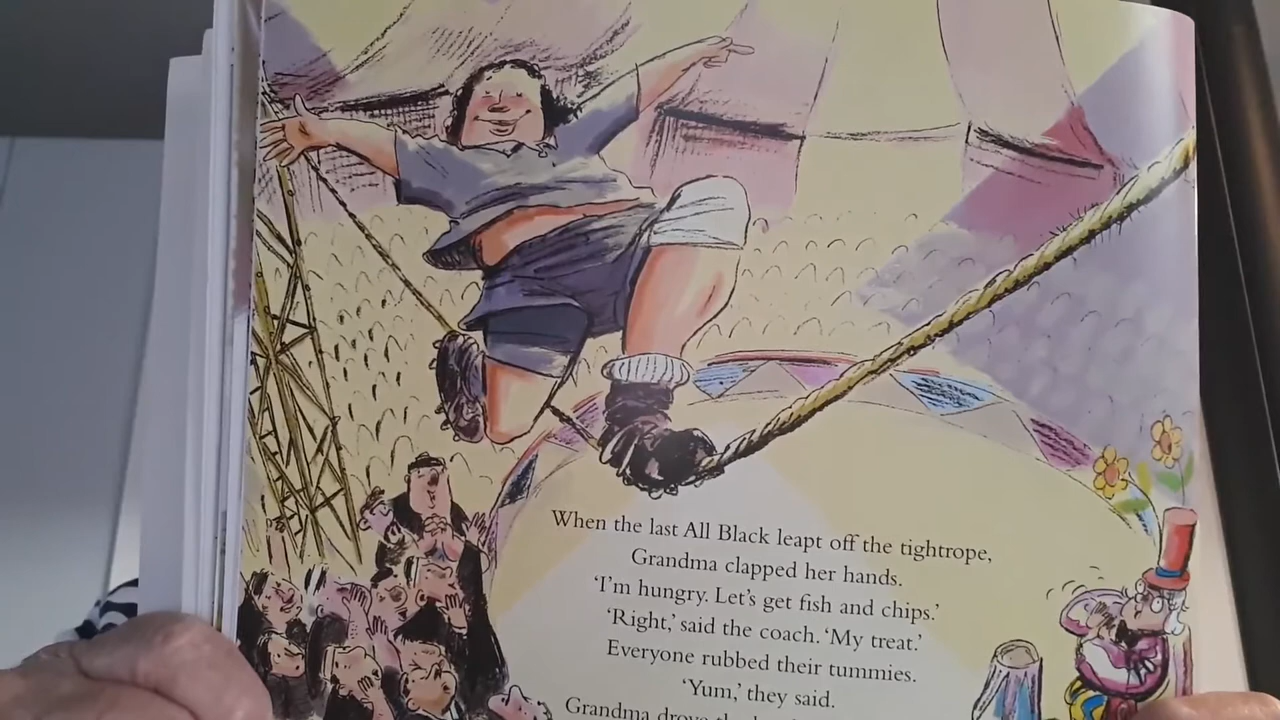 When the last All Black leapt off the tightrope,
Grandma clapped her hands.
‘I’m hungry. Let’s get fish and chips.’
‘Right,’ said the coach. ‘My treat.’
Everyone rubbed their tummies.
‘Yum,’ they said.
Grandma drove the